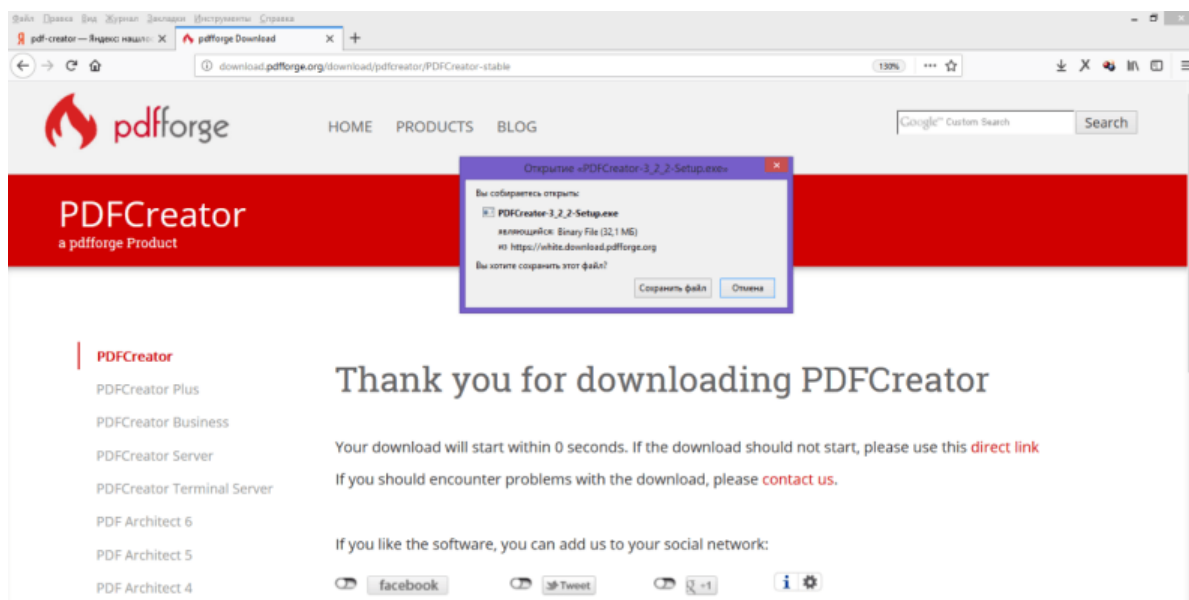 Файл Правка Вид Журнал Закладки Инструменты Справка
pdf-creator — Яндекс: нашлос
pdfforge Download
download.pdfforge.org/download/pdfcreator/PDFCreator-stable
130%
pdfforge
HOME PRODUCTS BLOG
Google™ Custom Search
Search
Открытие «PDFCreator-3_2_2-Setup.exe»
Вы собираетесь открыть:
PDFCreator-3_2_2-Setup.exe
являющийся: Binary File (32,1 МБ)
из https://white.download.pdfforge.org
Вы хотите сохранить этот файл?
Сохранить файл
Отмена
PDFCreator
a pdfforge Product
PDFCreator
PDFCreator Plus
PDFCreator Business
PDFCreator Server
PDFCreator Terminal Server
PDF Architect 6
PDF Architect 5
PDF Architect 4
Thank you for downloading PDFCreator
Your download will start within 0 seconds. If the download should not start, please use this direct link
If you should encounter problems with the download, please contact us.
If you like the software, you can add us to your social network:
facebook
Tweet
+1